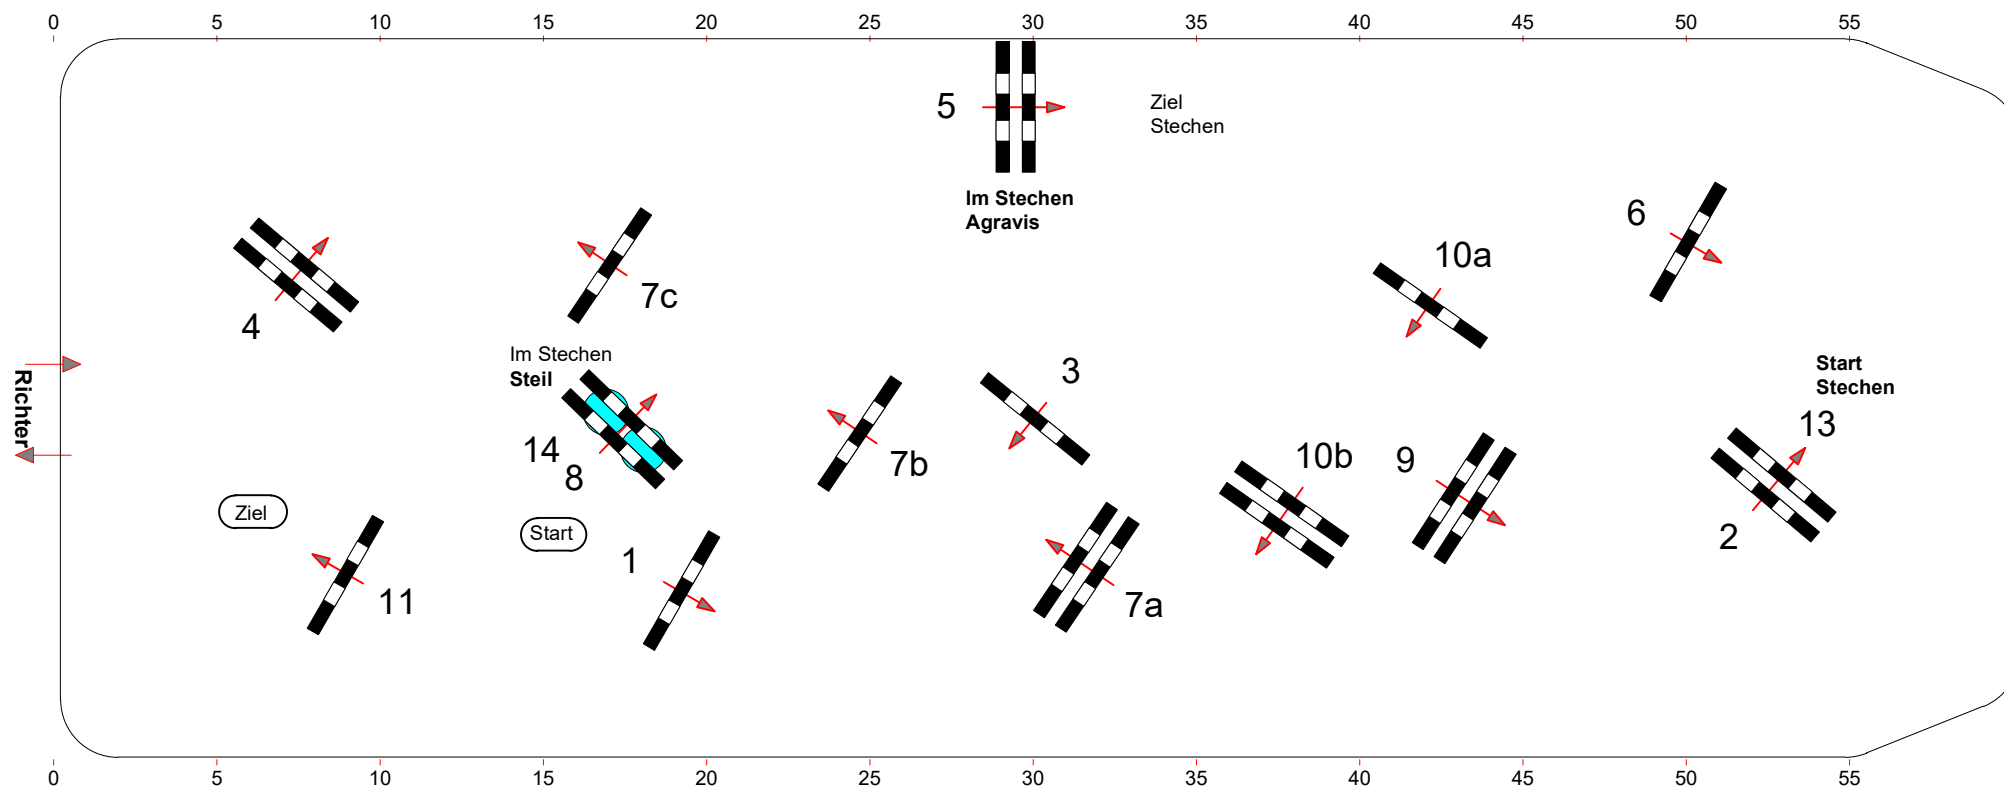 0 5 10 15 20 25 30 35 40 45 50 55
5
Ziel
Stechen
Im Stechen
Agravis
6
10a
7c
4
Im Stechen
Steil
3
Start
Stechen
Richter
13
14
8
7b
10b
9
2
Ziel
Start
1
11
7a
0 5 10 15 20 25 30 35 40 45 50 55